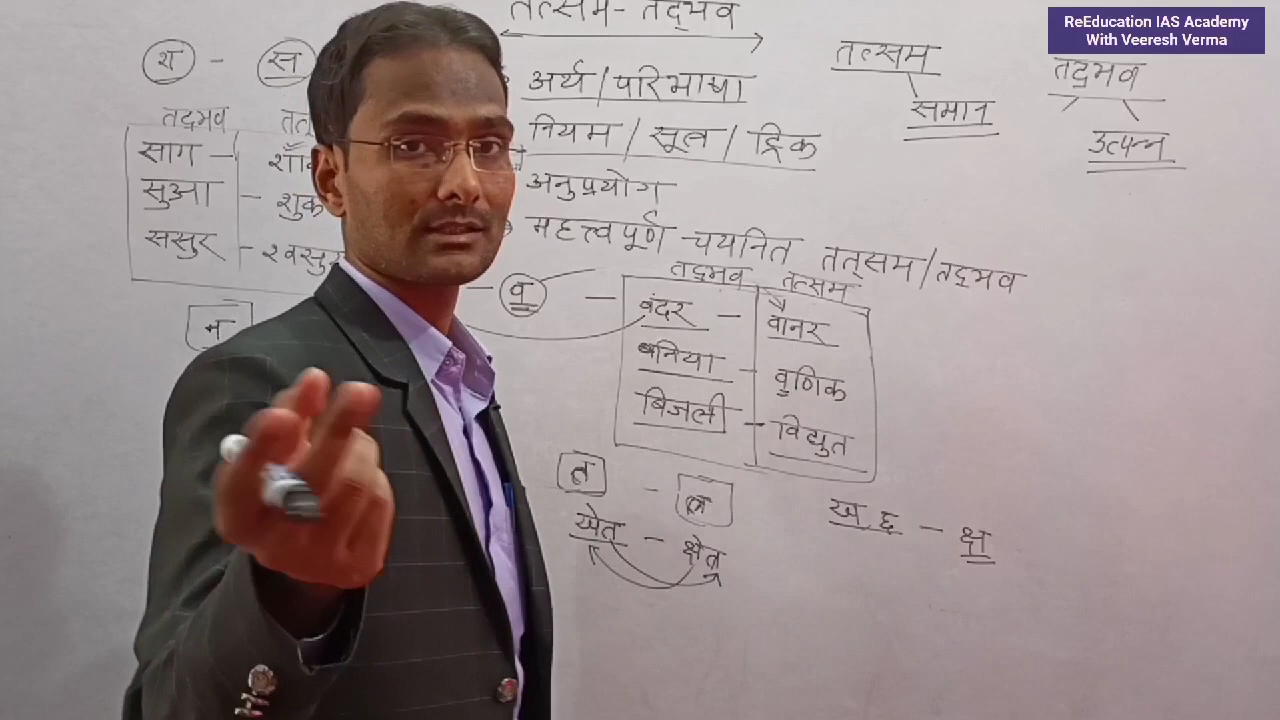 ReEducation IAS Academy
With Veeresh Verma
तत्सम - तद्भव
श - स
अर्थ / परिभाषा
नियम / सूत्र / ट्रिक
अनुप्रयोग
महत्त्वपूर्ण चयनित तत्सम/तद्भव
तत्सम
समान
तद्भव
उत्पन्न
तद्भव
साग -
सुआ - शुक
ससुर - श्वसुर
न
- व -
तद्भव तत्सम
बंदर - वानर
बनिया - वणिक
बिजली - विद्युत
त - त्र
खेत - क्षेत्र
ख छ - क्ष